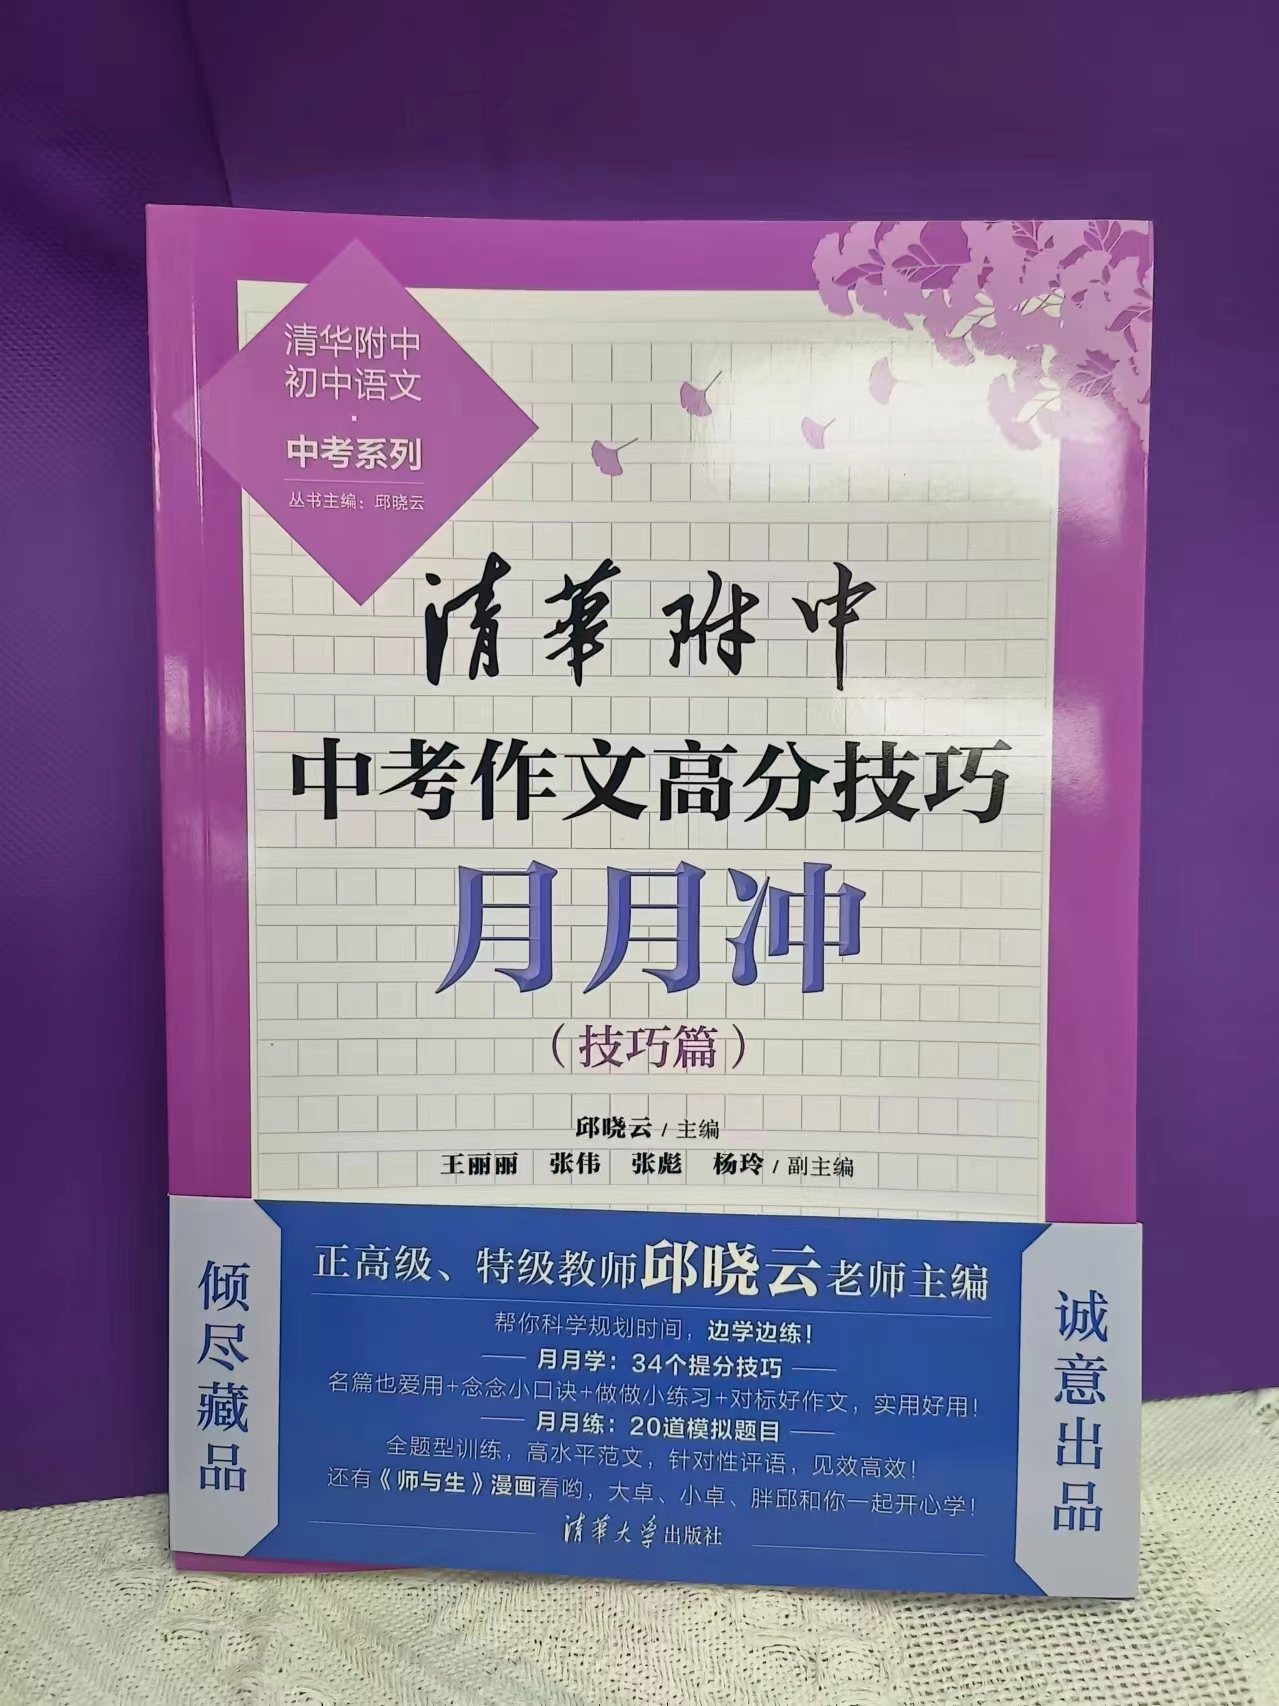 清华附中
初中语文
·
中考系列
丛书主编：邱晓云
清華附中
中考作文高分技巧
月月冲
（技巧篇）
邱晓云 / 主编
王丽丽 张伟 张彪 杨玲 / 副主编
倾尽藏品
正高级、特级教师邱晓云老师主编
帮你科学规划时间，边学边练！
月月学：34个提分技巧
名篇也爱用+念念小口诀+做做小练习+对标好作文，实用好用！
月月练：20道模拟题目
全题型训练，高水平范文，针对性评语，见效高效！
还有《师与生》漫画看哟，大卓、小卓、胖邱和你一起开心学！
清華大学出版社
诚意出品